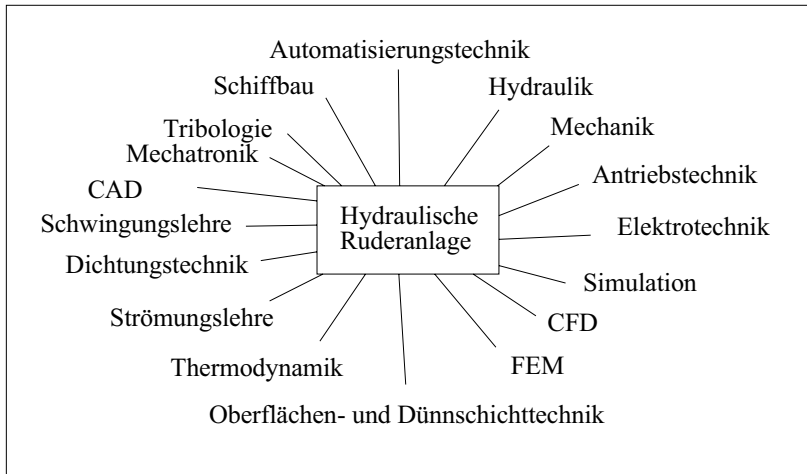 Automatisierungstechnik
Schiffbau
Hydraulik
Tribologie
Mechanik
Mechatronik
Antriebstechnik
CAD
Hydraulische
Ruderanlage
Schwingungslehre
Elektrotechnik
Dichtungstechnik
Simulation
Strömungslehre
CFD
Thermodynamik
FEM
Oberflächen- und Dünnschichttechnik